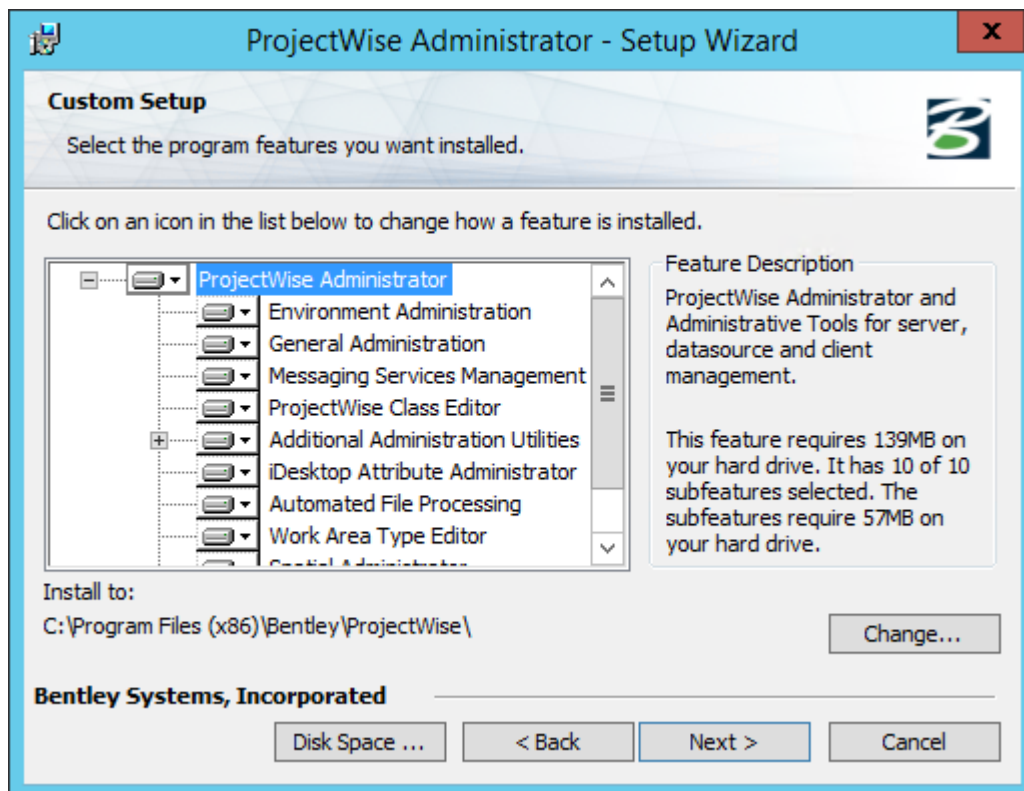 ProjectWise Administrator - Setup Wizard
Custom Setup
Select the program features you want installed.
Click on an icon in the list below to change how a feature is installed.
ProjectWise Administrator
Environment Administration
General Administration
Messaging Services Management
ProjectWise Class Editor
Additional Administration Utilities
iDesktop Attribute Administrator
Automated File Processing
Work Area Type Editor
Spatial Administrator
Feature Description
ProjectWise Administrator and
Administrative Tools for server,
datasource and client
management.
This feature requires 139MB on
your hard drive. It has 10 of 10
subfeatures selected. The
subfeatures require 57MB on
your hard drive.
Install to:
C:\Program Files (x86)\Bentley\ProjectWise\
Change...
Bentley Systems, Incorporated
Disk Space ...
< Back
Next >
Cancel